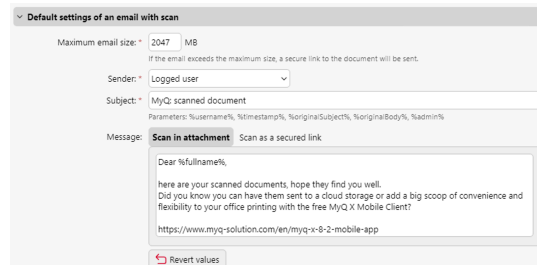 Default settings of an email with scan
Maximum email size: * 2047 MB
If the email exceeds the maximum size, a secure link to the document will be sent.
Sender: * Logged user
Subject: * MyQ: scanned document
Parameters: %username%, %timestamp%, %originalSubject%, %originalBody%, %admin%
Message: Scan in attachment Scan as a secured link
Dear %fullname%,
here are your scanned documents, hope they find you well.
Did you know you can have them sent to a cloud storage or add a big scoop of convenience and
flexibility to your office printing with the free MyQ X Mobile Client?
https://www.myq-solution.com/en/myq-x-8-2-mobile-app
Revert values